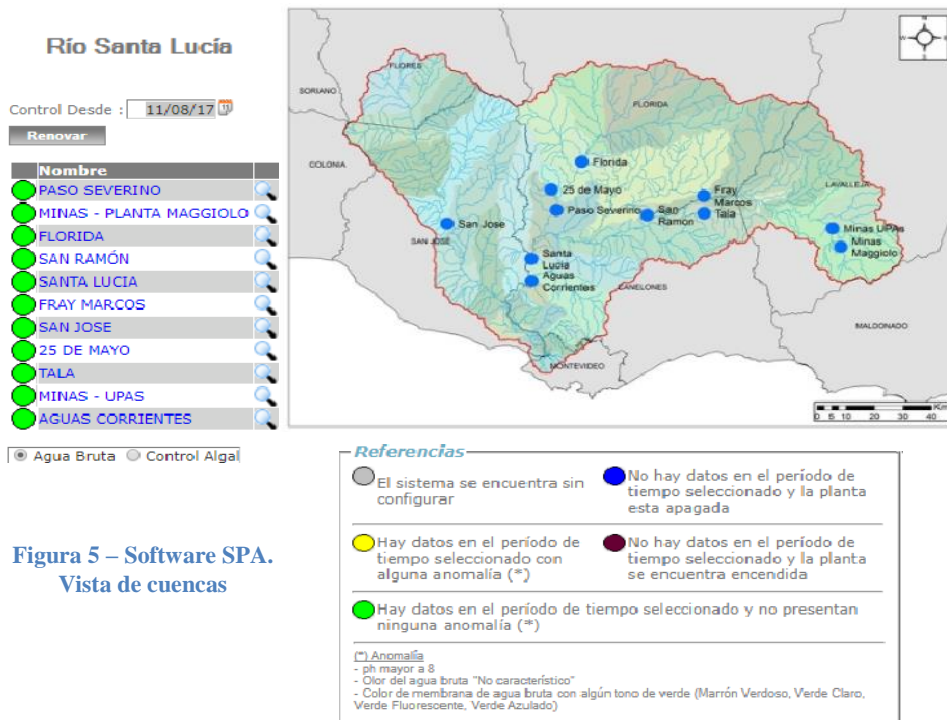 Río Santa Lucía
Control Desde : 11/08/17
Renovar
Nombre
PASO SEVERINO
MINAS - PLANTA MAGGIOLO
FLORIDA
SAN RAMÓN
SANTA LUCIA
FRAY MARCOS
SAN JOSE
25 DE MAYO
TALA
MINAS - UPAS
AGUAS CORRIENTES
Agua Bruta Control Algal
FLORES
SORIANO
FLORIDA
COLONIA
LAVALLEJA
SAN JOSE
CANELONES
MALDONADO
MONTEVIDEO
Florida
25 de Mayo
Paso Severino
San Jose
San
Ramon
Fray
Marcos
Tala
Minas UPAs
Minas
Maggiolo
Santa
Lucia
Aguas
Corrientes
N
W
E
S
Km
0 5 10 20 30 40
Figura 5 – Software SPA.
Vista de cuencas
Referencias
El sistema se encuentra sin
configurar
No hay datos en el período de
tiempo seleccionado y la planta
esta apagada
Hay datos en el período de
tiempo seleccionado con
alguna anomalía (*)
No hay datos en el período de
tiempo seleccionado y la planta
se encuentra encendida
Hay datos en el período de tiempo seleccionado y no presentan
ninguna anomalía (*)
(*) Anomalía
- ph mayor a 8
- Olor del agua bruta "No característico"
- Color de membrana de agua bruta con algún tono de verde (Marrón Verdoso, Verde Claro,
Verde Fluorescente, Verde Azulado)